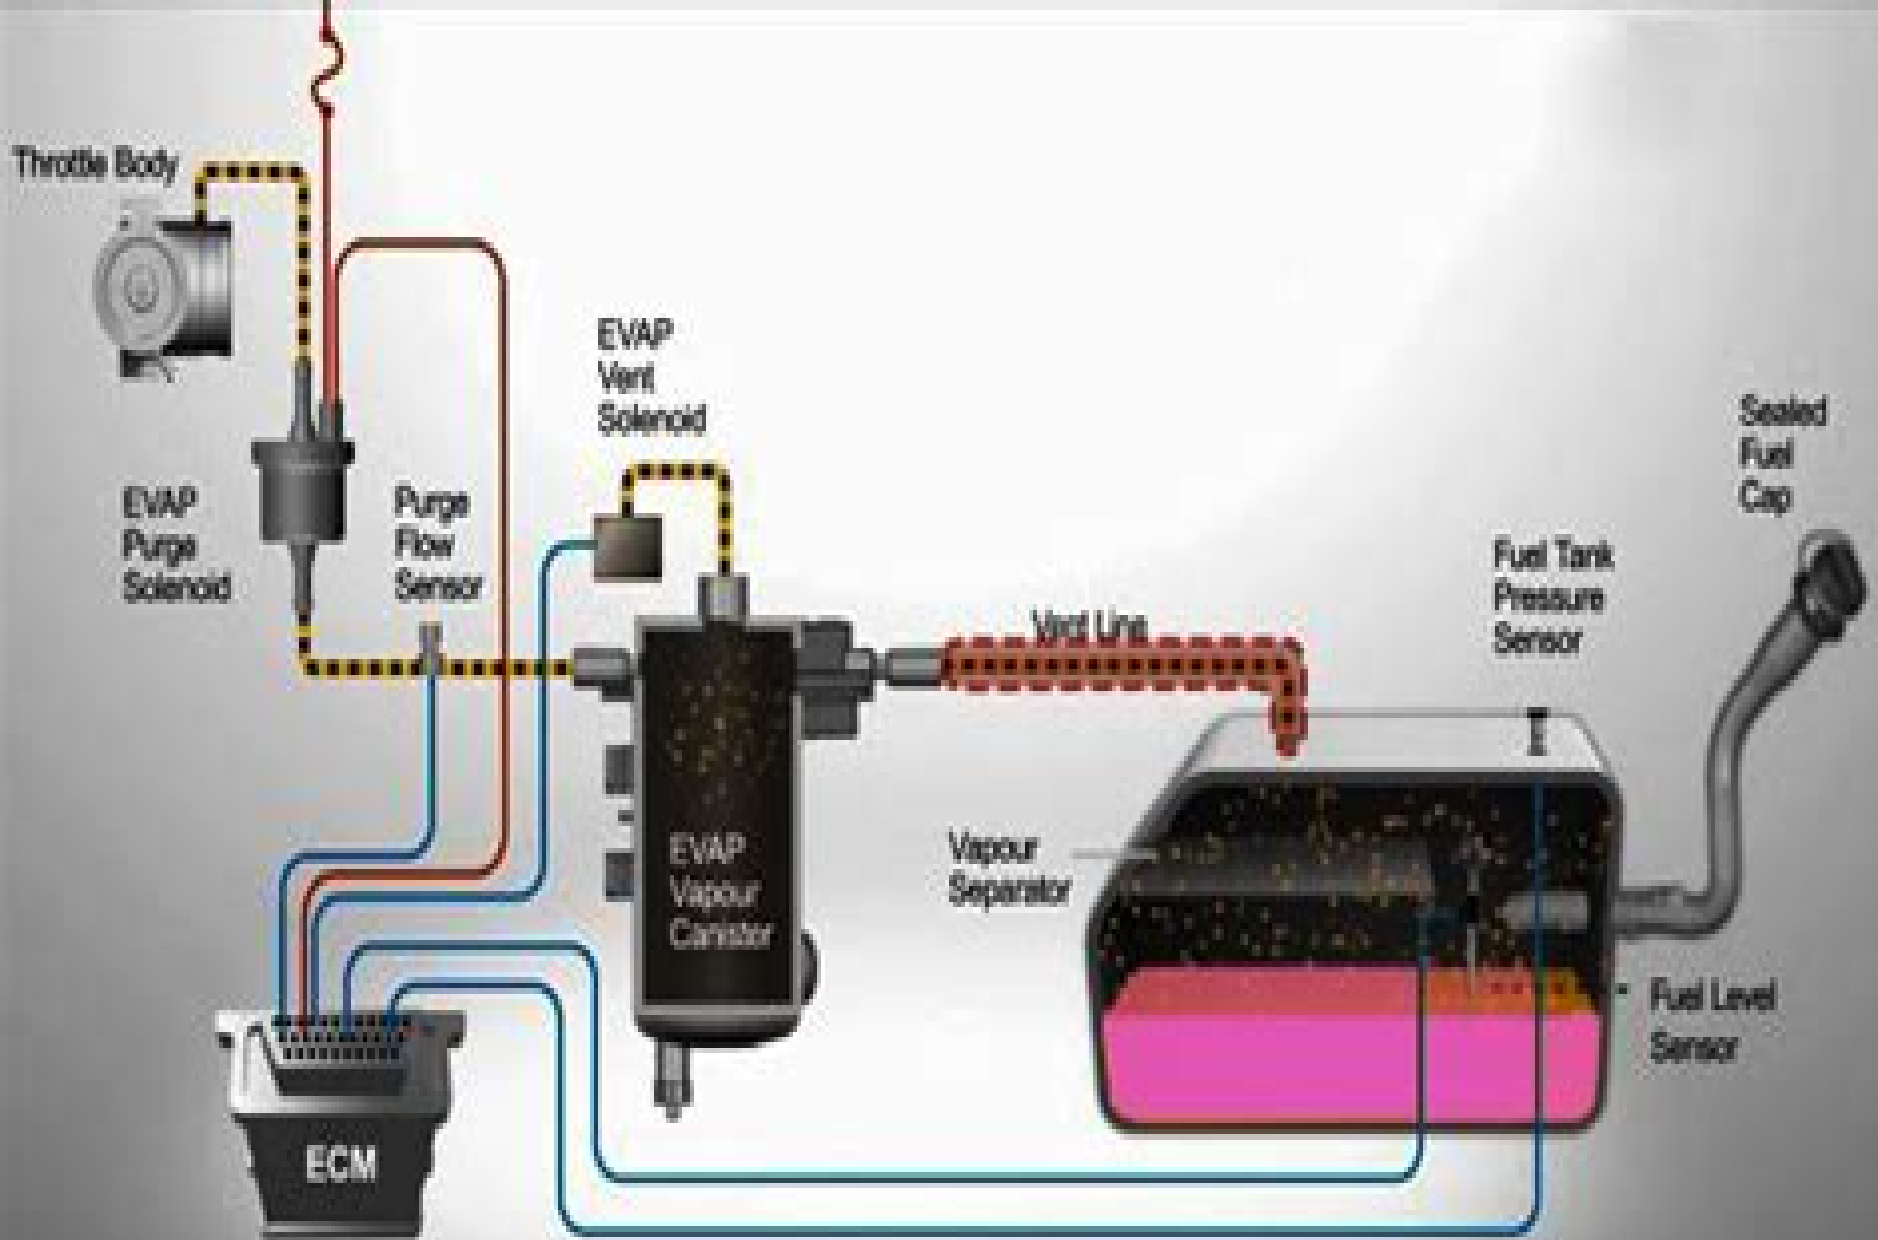 Throttle Body
EVAP
Vent
Solenoid
Sealed
Fuel
Cap
EVAP
Purge
Solenoid
Purge
Flow
Sensor
Fuel Tank
Pressure
Sensor
Vent Line
EVAP
Vapour
Canister
Vapour
Separator
Fuel Level
Sensor
ECM